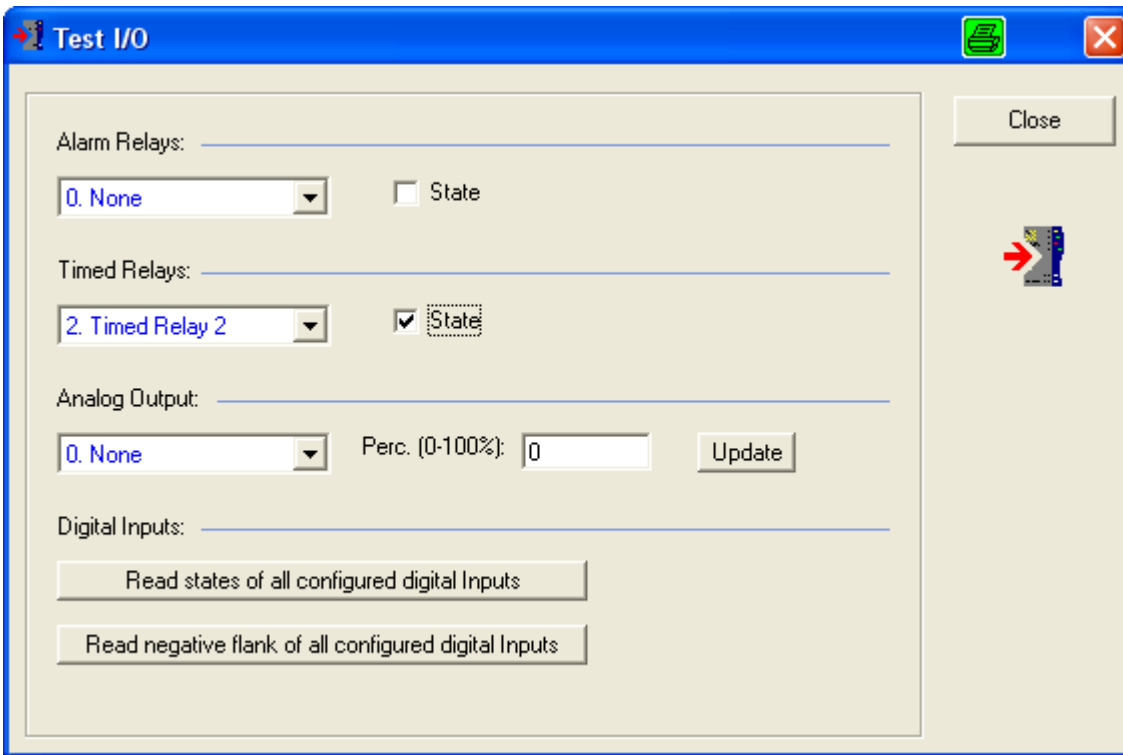 Test I/O
Close
Alarm Relays:
0. None State
Timed Relays:
2. Timed Relay 2 State
Analog Output:
0. None Perc. (0-100%): 0 Update
Digital Inputs:
Read states of all configured digital Inputs
Read negative flank of all configured digital Inputs